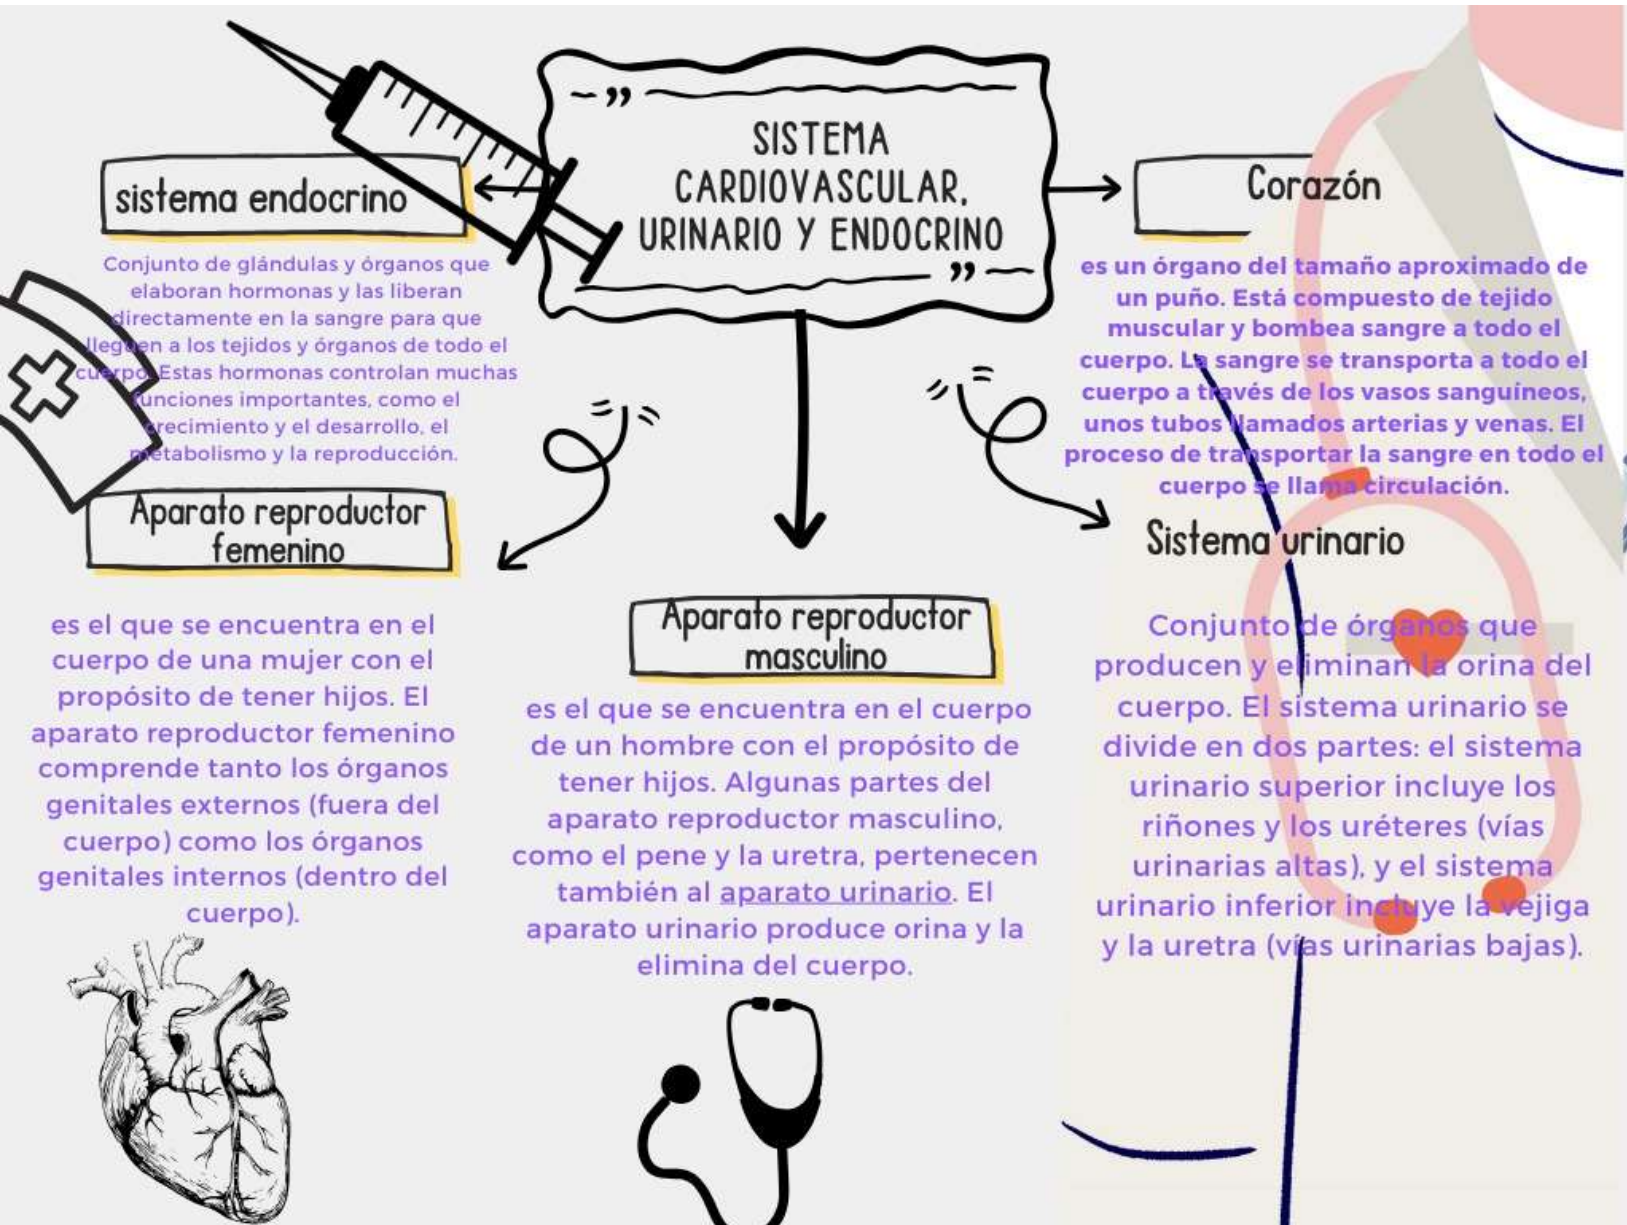 SISTEMA
CARDIOVASCULAR,
URINARIO Y ENDOCRINO
sistema endocrino
Conjunto de glándulas y órganos que
elaboran hormonas y las liberan
directamente en la sangre para que
lleguen a los tejidos y órganos de todo el
cuerpo. Estas hormonas controlan muchas
funciones importantes, como el
crecimiento y el desarrollo, el
metabolismo y la reproducción.
Corazón
es un órgano del tamaño aproximado de
un puño. Está compuesto de tejido
muscular y bombea sangre a todo el
cuerpo. La sangre se transporta a todo el
cuerpo a través de los vasos sanguíneos,
unos tubos llamados arterias y venas. El
proceso de transportar la sangre en todo el
cuerpo se llama circulación.
Aparato reproductor
femenino
es el que se encuentra en el
cuerpo de una mujer con el
propósito de tener hijos. El
aparato reproductor femenino
comprende tanto los órganos
genitales externos (fuera del
cuerpo) como los órganos
genitales internos (dentro del
cuerpo).
Aparato reproductor
masculino
es el que se encuentra en el cuerpo
de un hombre con el propósito de
tener hijos. Algunas partes del
aparato reproductor masculino,
como el pene y la uretra, pertenecen
también al aparato urinario. El
aparato urinario produce orina y la
elimina del cuerpo.
Sistema urinario
Conjunto de órganos que
producen y eliminan la orina del
cuerpo. El sistema urinario se
divide en dos partes: el sistema
urinario superior incluye los
riñones y los uréteres (vías
urinarias altas), y el sistema
urinario inferior incluye la vejiga
y la uretra (vías urinarias bajas).